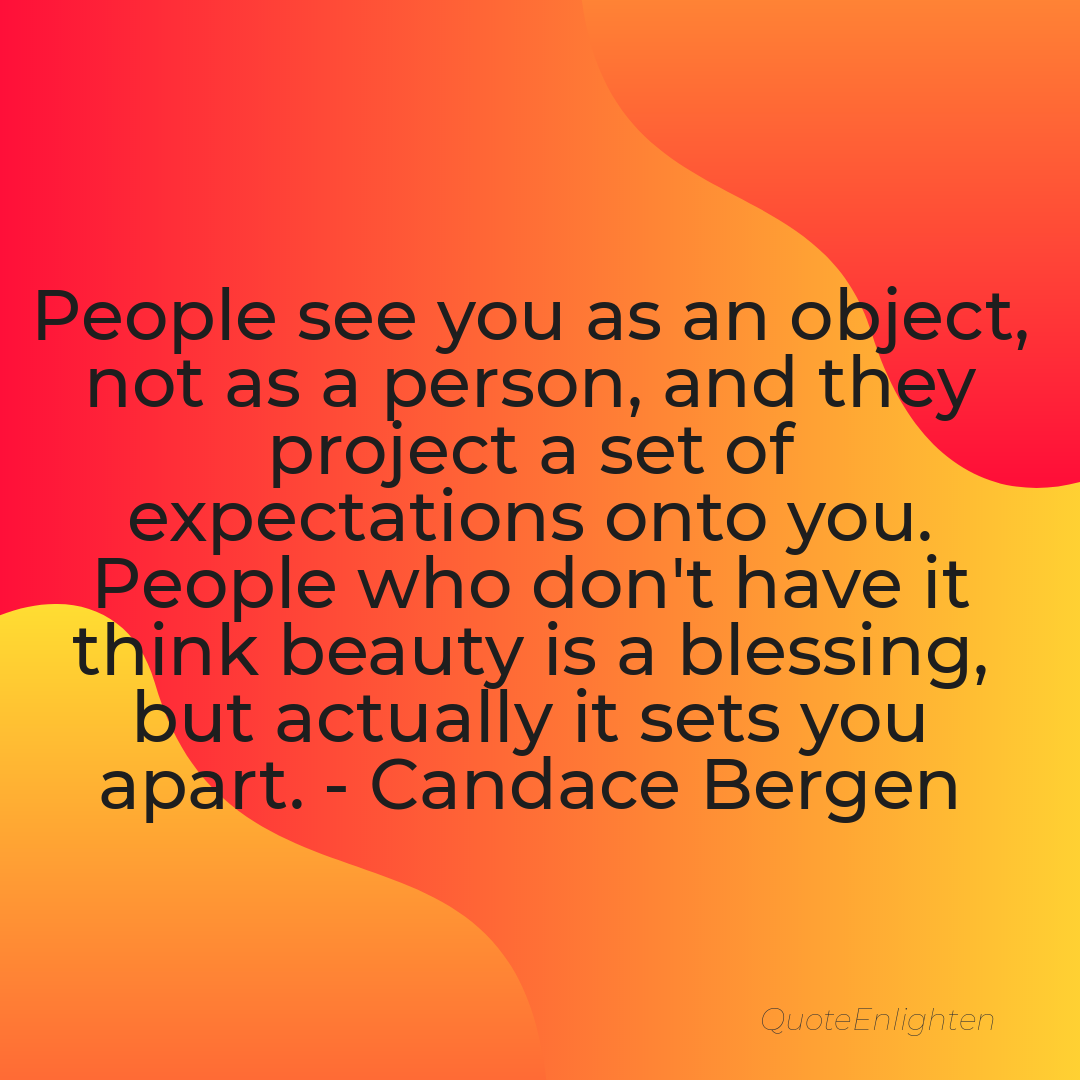 People see you as an object,
not as a person, and they
project a set of
expectations onto you.
People who don't have it
think beauty is a blessing,
but actually it sets you
apart. - Candace Bergen
QuoteEnlighten